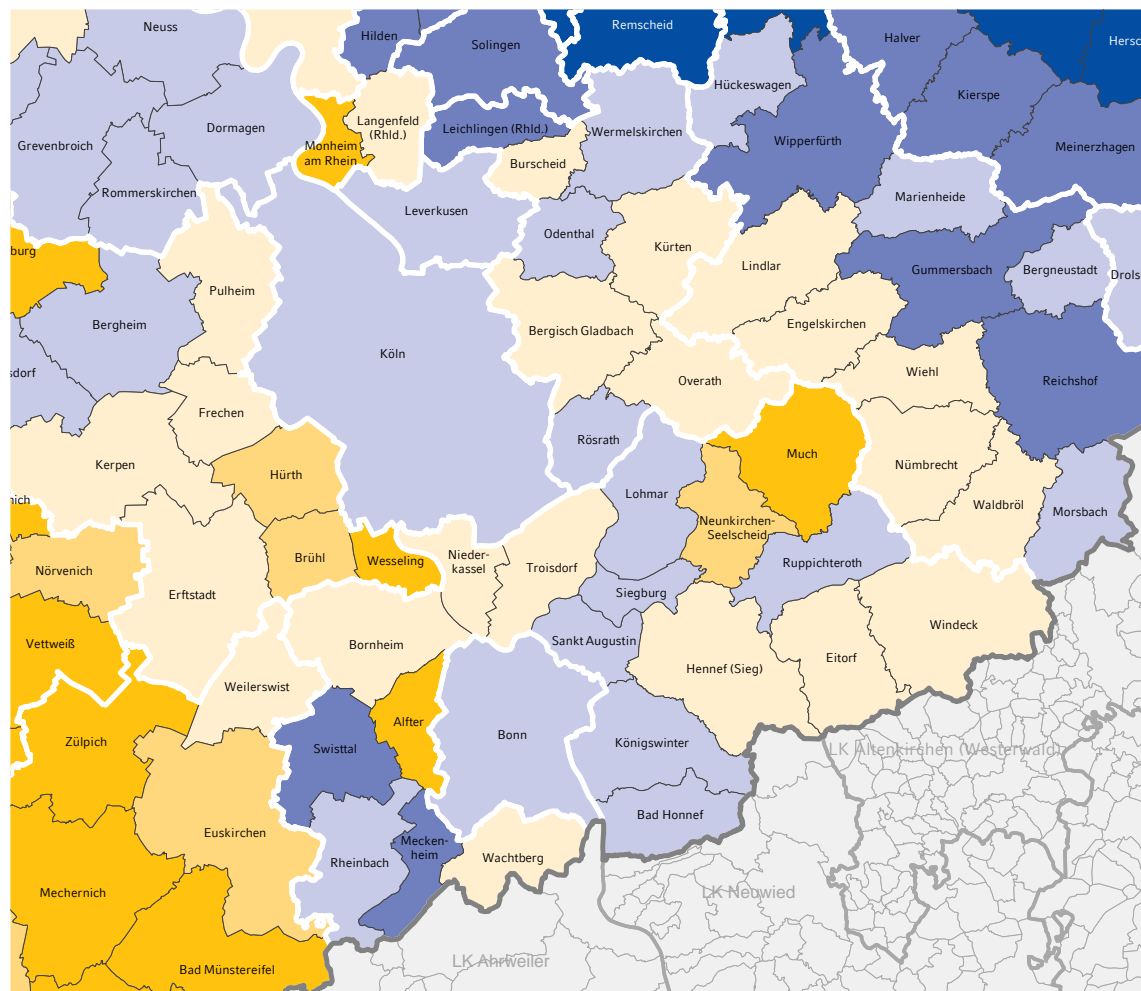 Neuss
Hilden
Solingen
Remscheid
Halver
Hersc
Hückeswagen
Kierspe
Grevenbroich
Dormagen
Monheim
am Rhein
Langenfeld
(Rhld.)
Leichlingen (Rhld.)
Wermelskirchen
Wipperfürth
Meinerzhagen
Burscheid
Rommerskirchen
Leverkusen
Marienheide
Odenthal
Kürten
Lindlar
Gummersbach
Bergneustadt
Drols
burg
Pulheim
Bergheim
Bergisch Gladbach
Engelskirchen
Köln
sdorf
Overath
Wiehl
Reichshof
Frechen
Rösrath
Much
Kerpen
Hürth
Lohmar
Nümbrecht
nich
Waldbröl
Morsbach
Neunkirchen-
Seelscheid
Nörvenich
Brühl
Wesseling
Nieder-
kassel
Troisdorf
Ruppichteroth
Erftstadt
Siegburg
Vettweiß
Bornheim
Sankt Augustin
Hennef (Sieg)
Eitorf
Windeck
Weilerswist
Zülpich
Alfter
Swisttal
Bonn
Königswinter
LK Altenkirchen (Westerwald)
Bad Honnef
Euskirchen
Rheinbach
Mecken-
heim
Wachtberg
Mechernich
LK Neuwied
LK Ahrweiler
Bad Münstereifel